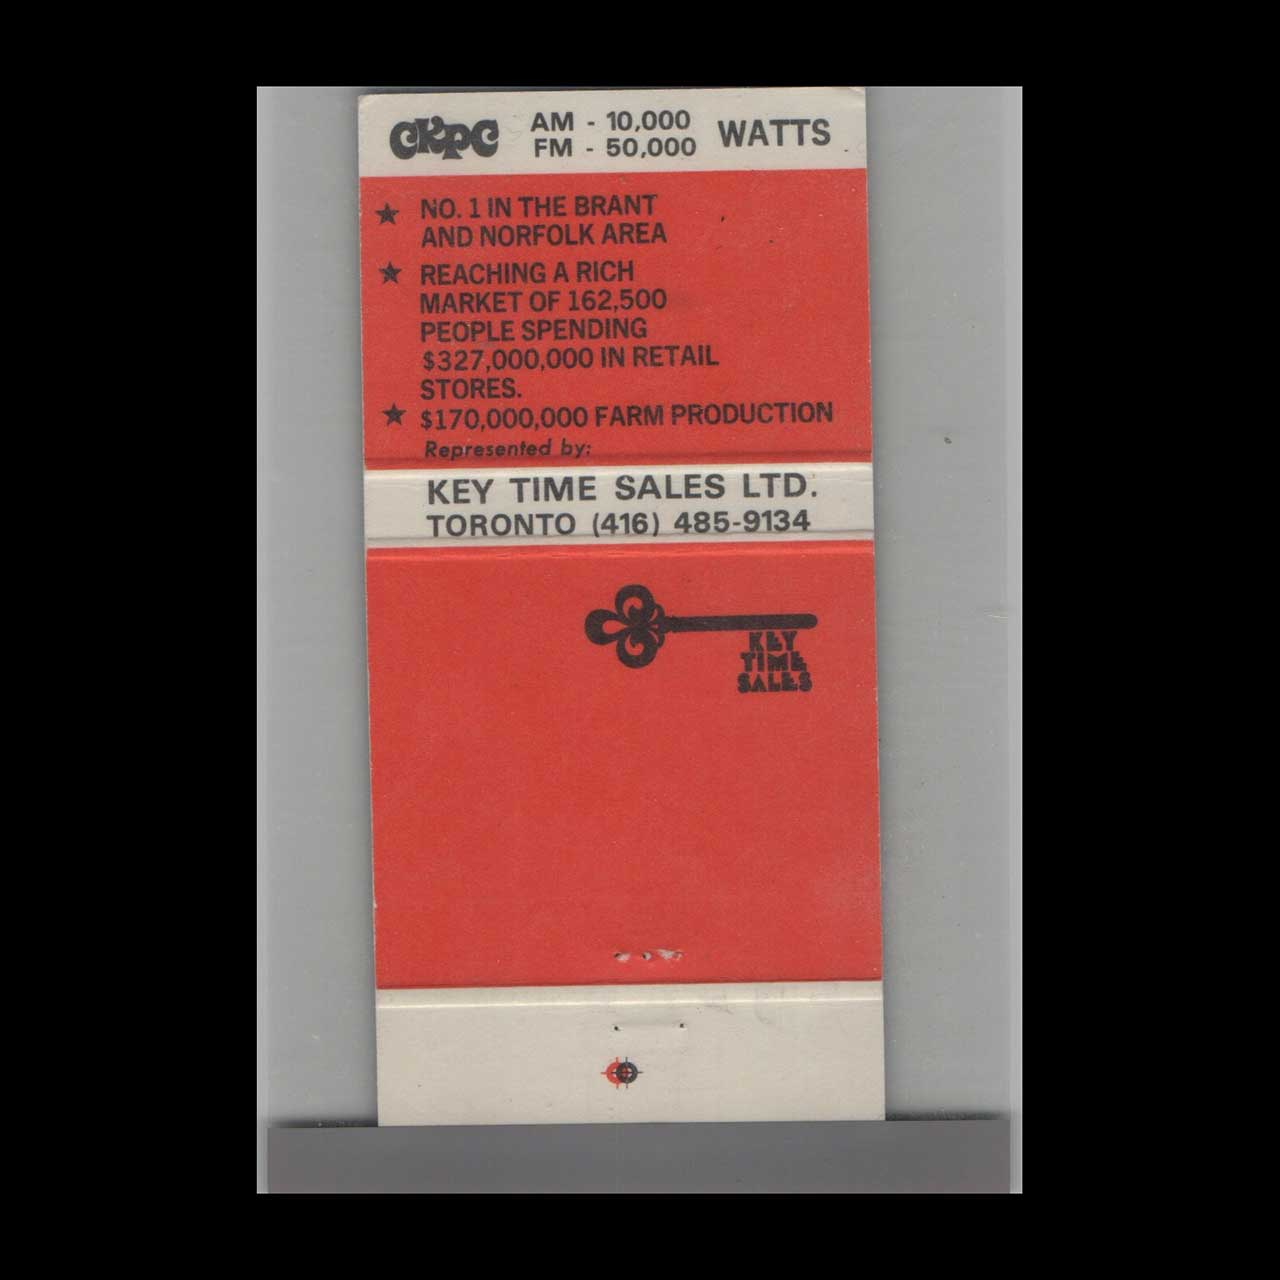 CKPC AM - 10,000 WATTS
FM - 50,000
★ NO. 1 IN THE BRANT
AND NORFOLK AREA
★ REACHING A RICH
MARKET OF 162,500
PEOPLE SPENDING
$327,000,000 IN RETAIL
STORES.
★ $170,000,000 FARM PRODUCTION
Represented by:
KEY TIME SALES LTD.
TORONTO (416) 485-9134
KEY
TIME
SALES